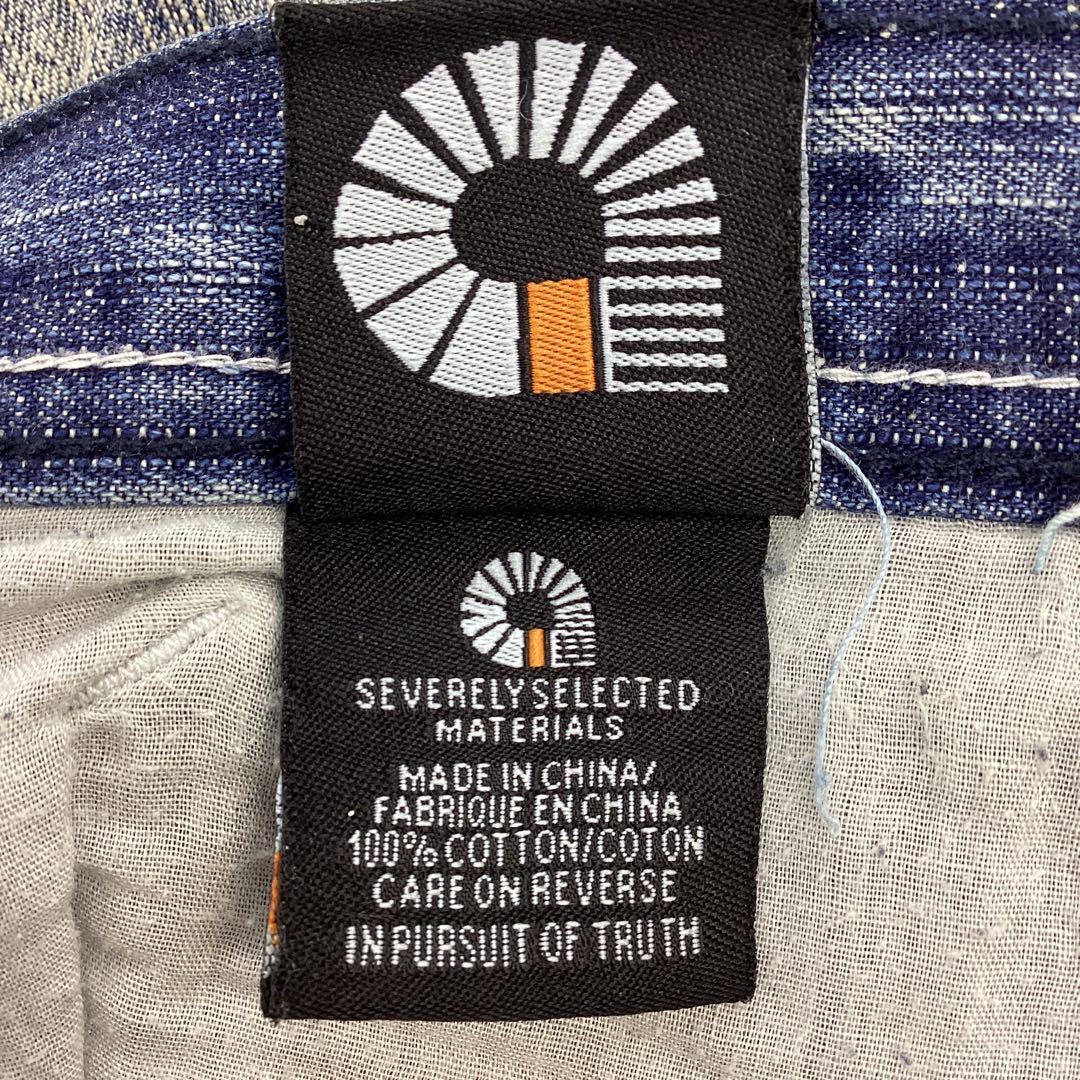 SEVERELY SELECTED
MATERIALS
MADE IN CHINA/
FABRIQUE EN CHINA
100% COTTON/COTON
CARE ON REVERSE
IN PURSUIT OF TRUTH